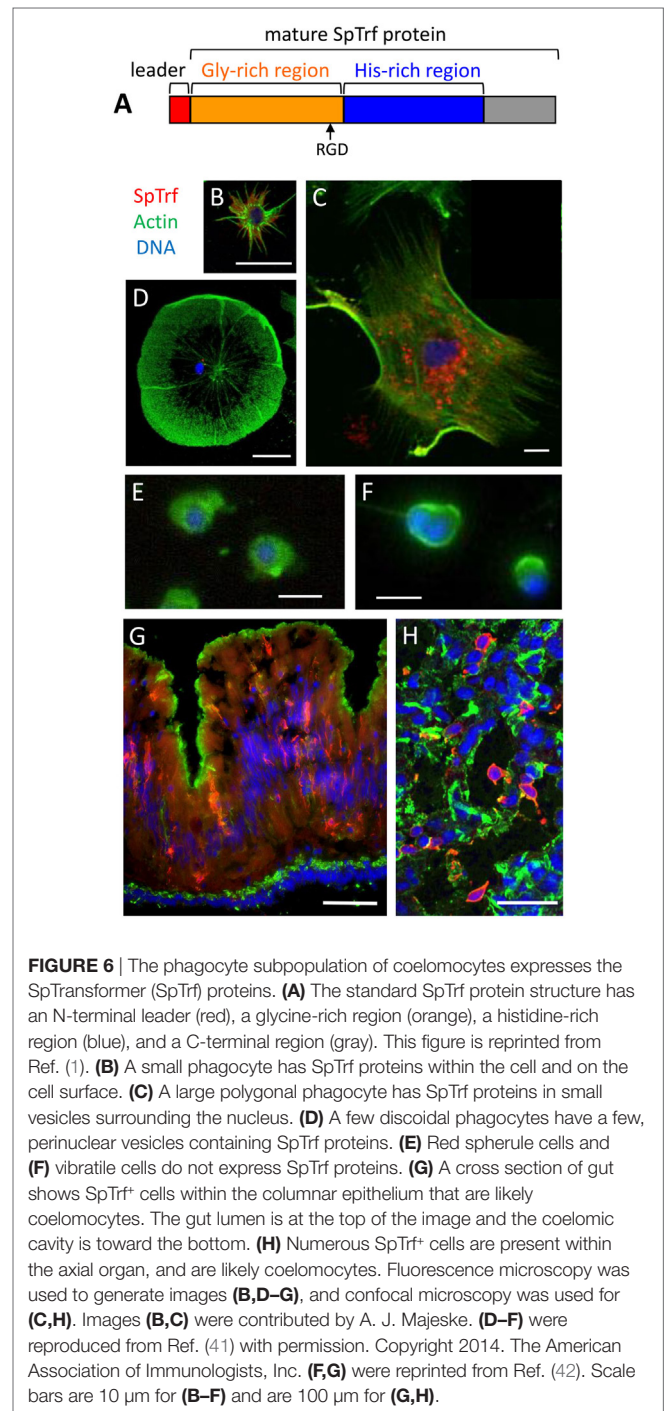 mature SpTrf protein
leader
Gly-rich region
His-rich region
A
RGD
SpTrf
Actin
DNA
B
C
D
E
F
G
H
FIGURE 6 | The phagocyte subpopulation of coelomocytes expresses the
SpTransformer (SpTrf) proteins. (A) The standard SpTrf protein structure has
an N-terminal leader (red), a glycine-rich region (orange), a histidine-rich
region (blue), and a C-terminal region (gray). This figure is reprinted from
Ref. (1). (B) A small phagocyte has SpTrf proteins within the cell and on the
cell surface. (C) A large polygonal phagocyte has SpTrf proteins in small
vesicles surrounding the nucleus. (D) A few discoidal phagocytes have a few,
perinuclear vesicles containing SpTrf proteins. (E) Red spherule cells and
(F) vibratile cells do not express SpTrf proteins. (G) A cross section of gut
shows SpTrf⁺ cells within the columnar epithelium that are likely
coelomocytes. The gut lumen is at the top of the image and the coelomic
cavity is toward the bottom. (H) Numerous SpTrf⁺ cells are present within
the axial organ, and are likely coelomocytes. Fluorescence microscopy was
used to generate images (B,D–G), and confocal microscopy was used for
(C,H). Images (B,C) were contributed by A. J. Majeske. (D–F) were
reproduced from Ref. (41) with permission. Copyright 2014. The American
Association of Immunologists, Inc. (F,G) were reprinted from Ref. (42). Scale
bars are 10 μm for (B–F) and are 100 μm for (G,H).